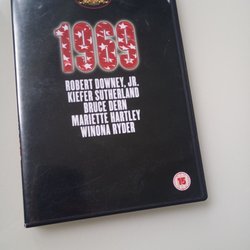 1969
ROBERT DOWNEY, JR.
KIEFER SUTHERLAND
BRUCE DERN
MARIETTE HARTLEY
WINONA RYDER
15